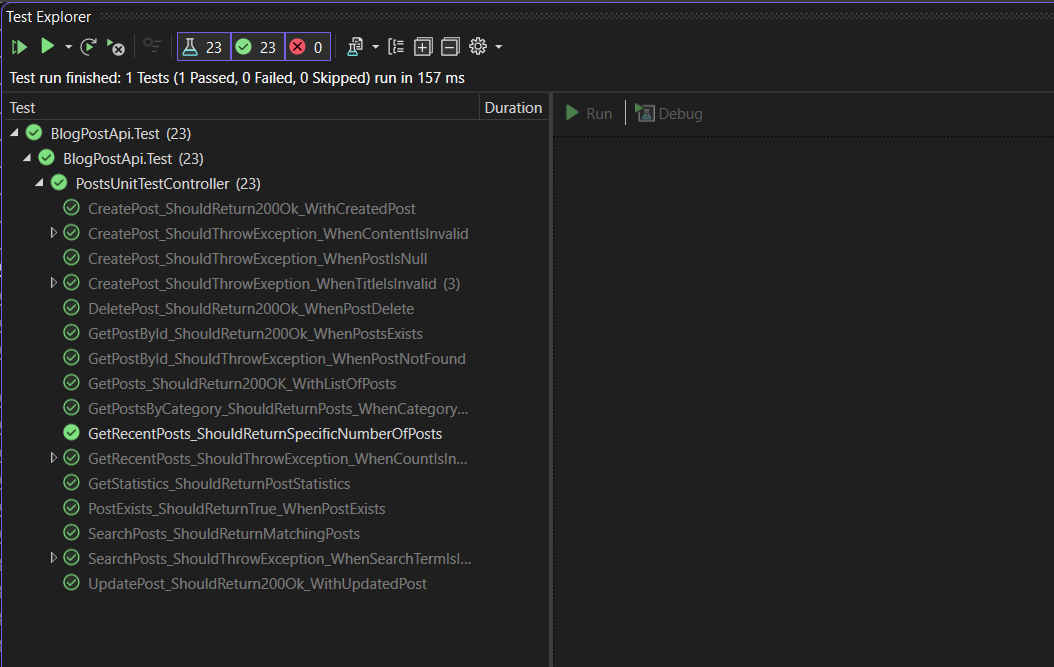 Test Explorer
23 23 0
Test run finished: 1 Tests (1 Passed, 0 Failed, 0 Skipped) run in 157 ms
Test Duration Run Debug
BlogPostApi.Test (23)
BlogPostApi.Test (23)
PostsUnitTestController (23)
CreatePost_ShouldReturn200Ok_WithCreatedPost
CreatePost_ShouldThrowException_WhenContentIsInvalid
CreatePost_ShouldThrowException_WhenPostIsNull
CreatePost_ShouldThrowExeption_WhenTitleIsInvalid (3)
DeletePost_ShouldReturn200Ok_WhenPostDelete
GetPostById_ShouldReturn200Ok_WhenPostsExists
GetPostById_ShouldThrowException_WhenPostNotFound
GetPosts_ShouldReturn200OK_WithListOfPosts
GetPostsByCategory_ShouldReturnPosts_WhenCategory...
GetRecentPosts_ShouldReturnSpecificNumberOfPosts
GetRecentPosts_ShouldThrowException_WhenCountIsIn...
GetStatistics_ShouldReturnPostStatistics
PostExists_ShouldReturnTrue_WhenPostExists
SearchPosts_ShouldReturnMatchingPosts
SearchPosts_ShouldThrowException_WhenSearchTermIsI...
UpdatePost_ShouldReturn200Ok_WithUpdatedPost